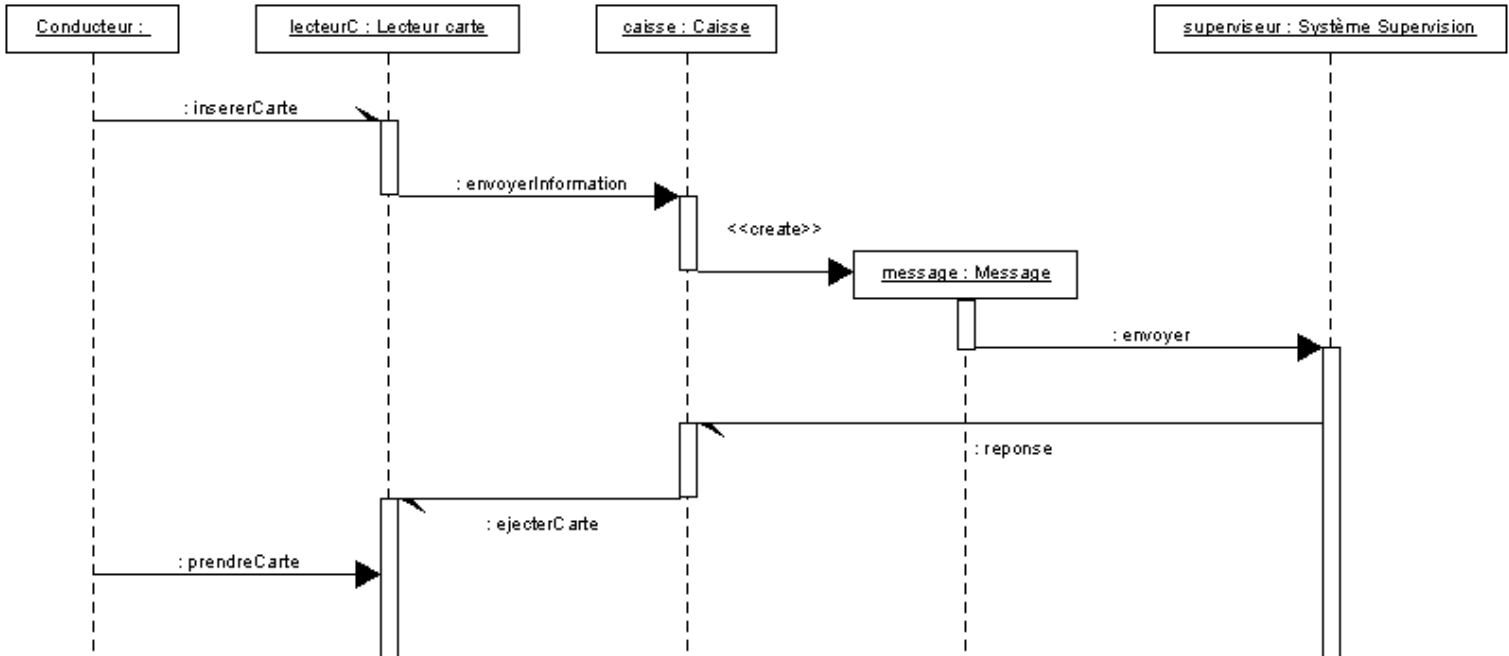 Conducteur :
lecteurC : Lecteur carte
caisse : Caisse
superviseur : Système Supervision
: insererCarte
: envoyerInformation
<<create>>
message : Message
: envoyer
: reponse
: ejecterCarte
: prendreCarte